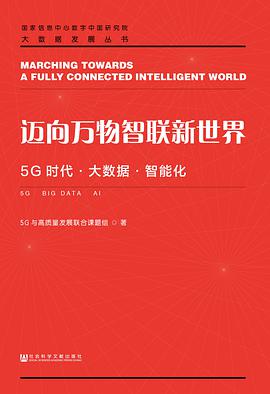 国家信息中心数字中国研究院
大数据发展丛书
MARCHING TOWARDS
A FULLY CONNECTED INTELLIGENT WORLD
迈向万物智联新世界
5G时代·大数据·智能化
5G BIG DATA AI
5G与高质量发展联合课题组 ◎ 著
社会科学文献出版社